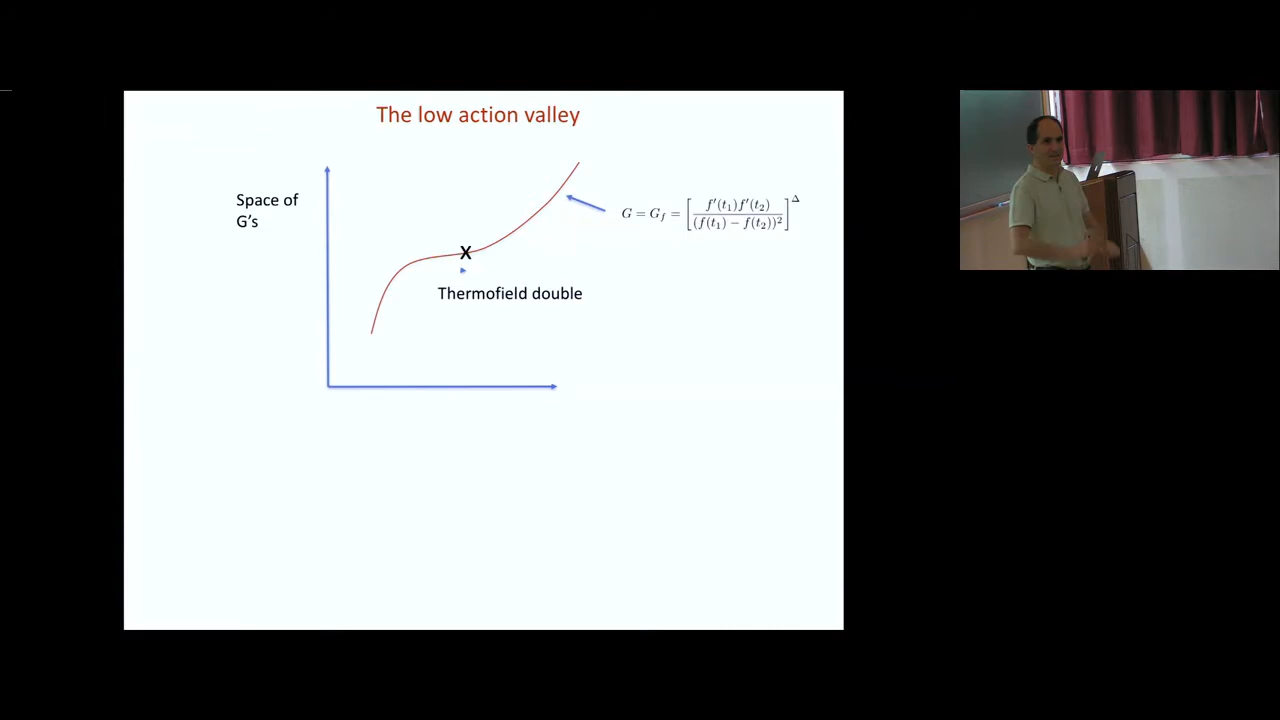 The low action valley
Space of
G's
G = G_f = [ f′(t₁)f′(t₂) / (f(t₁) − f(t₂))² ]^Δ
X
Thermofield double